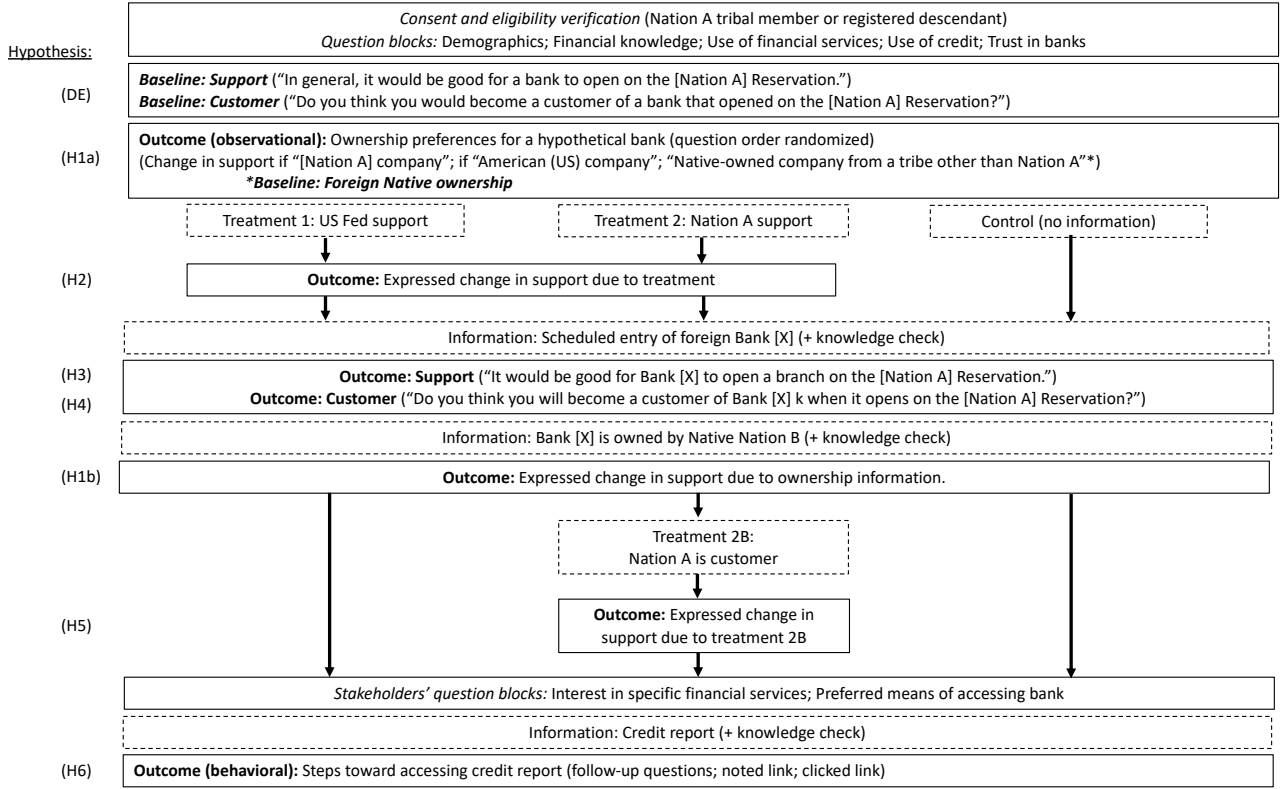 Consent and eligibility verification (Nation A tribal member or registered descendant)
Question blocks: Demographics; Financial knowledge; Use of financial services; Use of credit; Trust in banks
Hypothesis:
(DE)
Baseline: Support (“In general, it would be good for a bank to open on the [Nation A] Reservation.”)
Baseline: Customer (“Do you think you would become a customer of a bank that opened on the [Nation A] Reservation?”)
(H1a)
Outcome (observational): Ownership preferences for a hypothetical bank (question order randomized)
(Change in support if “[Nation A] company”; if “American (US) company”; “Native-owned company from a tribe other than Nation A”*)
*Baseline: Foreign Native ownership
Treatment 1: US Fed support
Treatment 2: Nation A support
Control (no information)
(H2)
Outcome: Expressed change in support due to treatment
Information: Scheduled entry of foreign Bank [X] (+ knowledge check)
(H3)
Outcome: Support (“It would be good for Bank [X] to open a branch on the [Nation A] Reservation.”)
(H4)
Outcome: Customer (“Do you think you will become a customer of Bank [X] k when it opens on the [Nation A] Reservation?”)
Information: Bank [X] is owned by Native Nation B (+ knowledge check)
(H1b)
Outcome: Expressed change in support due to ownership information.
Treatment 2B:
Nation A is customer
(H5)
Outcome: Expressed change in
support due to treatment 2B
Stakeholders’ question blocks: Interest in specific financial services; Preferred means of accessing bank
Information: Credit report (+ knowledge check)
(H6)
Outcome (behavioral): Steps toward accessing credit report (follow-up questions; noted link; clicked link)